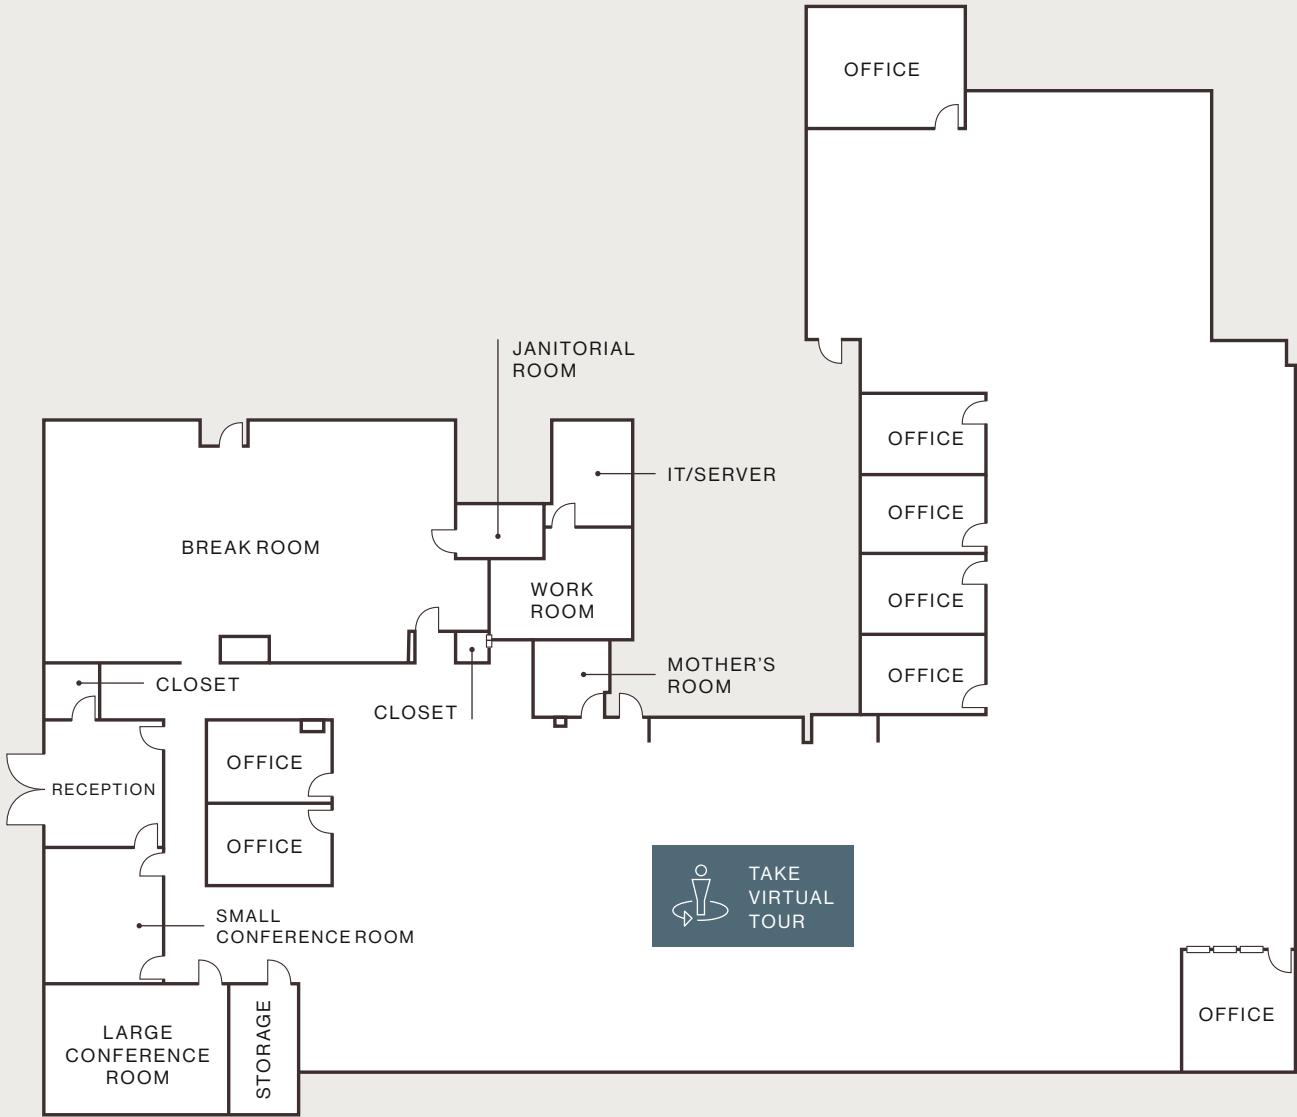 OFFICE
JANITORIAL
ROOM
OFFICE
IT/SERVER
OFFICE
BREAK ROOM
WORK
ROOM
OFFICE
MOTHER'S
ROOM
OFFICE
CLOSET
CLOSET
OFFICE
RECEPTION
OFFICE
TAKE
VIRTUAL
TOUR
SMALL
CONFERENCE ROOM
OFFICE
LARGE
CONFERENCE
ROOM
STORAGE